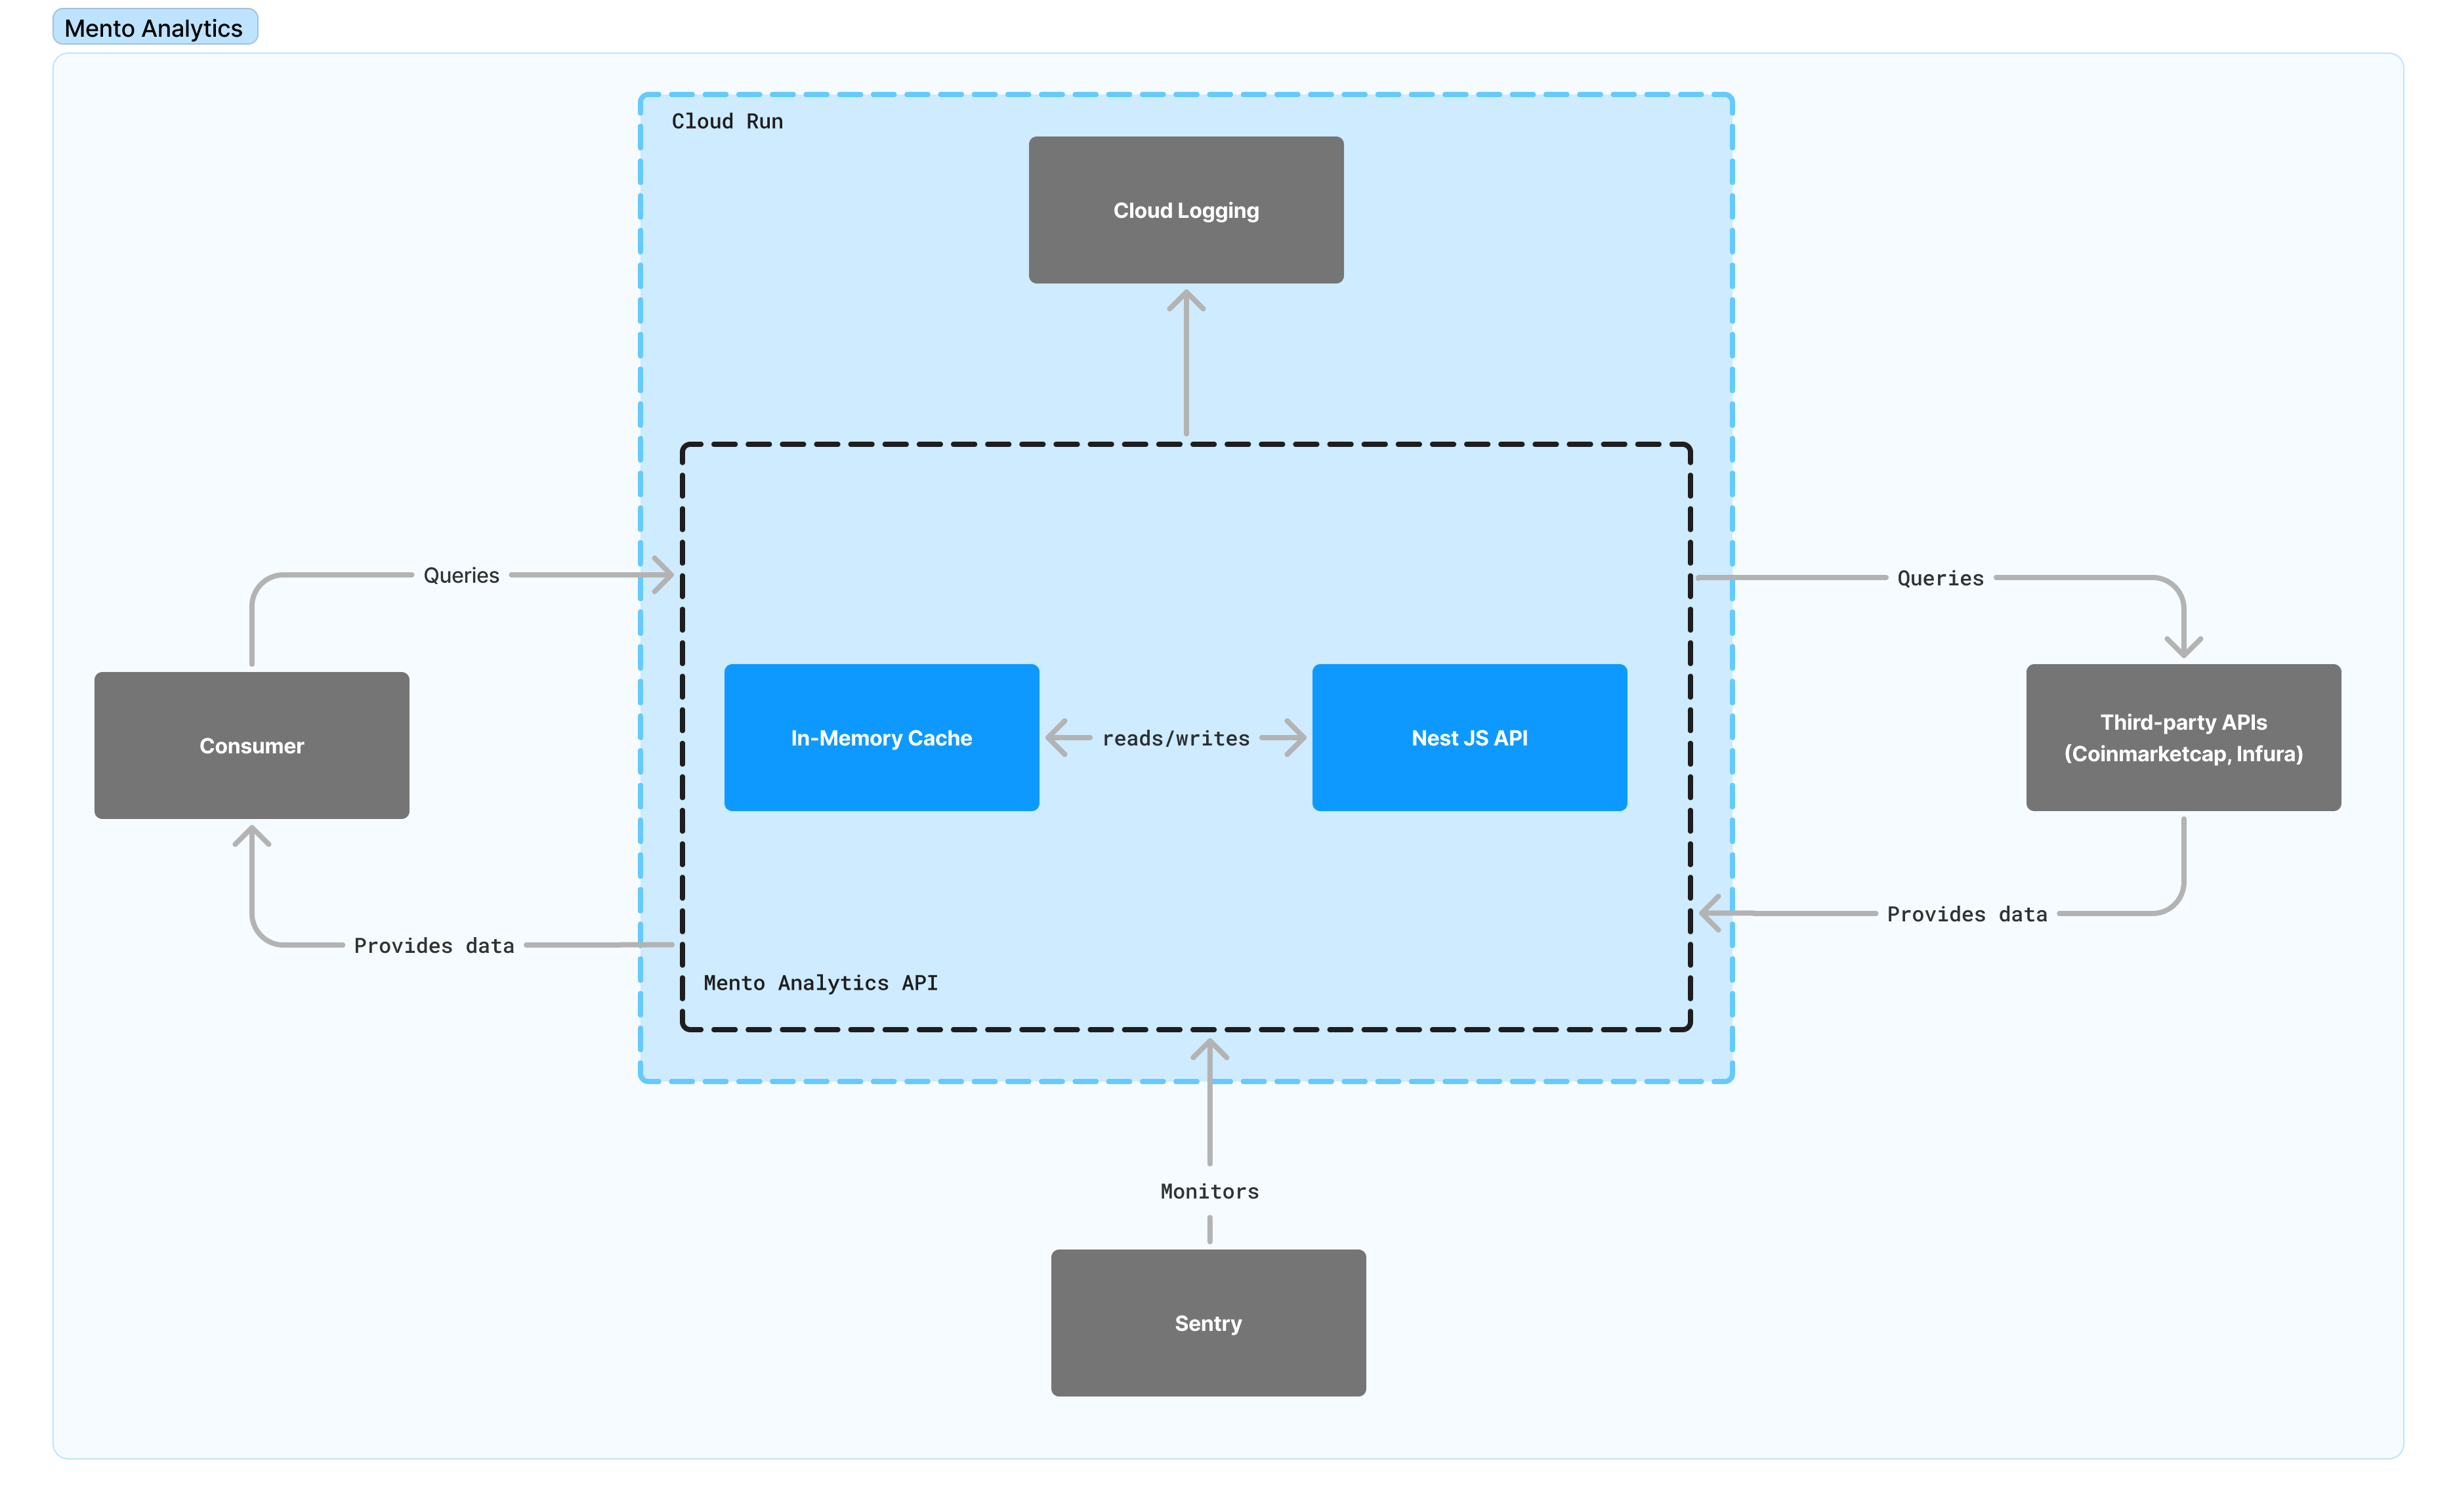 Mento Analytics
Cloud Run
Cloud Logging
Queries
Queries
Consumer
In-Memory Cache
reads/writes
Nest JS API
Third-party APIs
(Coinmarketcap, Infura)
Provides data
Provides data
Mento Analytics API
Monitors
Sentry